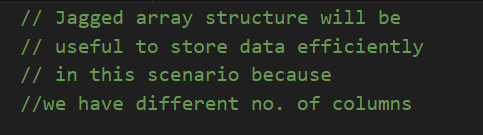 // Jagged array structure will be
// useful to store data efficiently
// in this scenario because
//we have different no. of columns